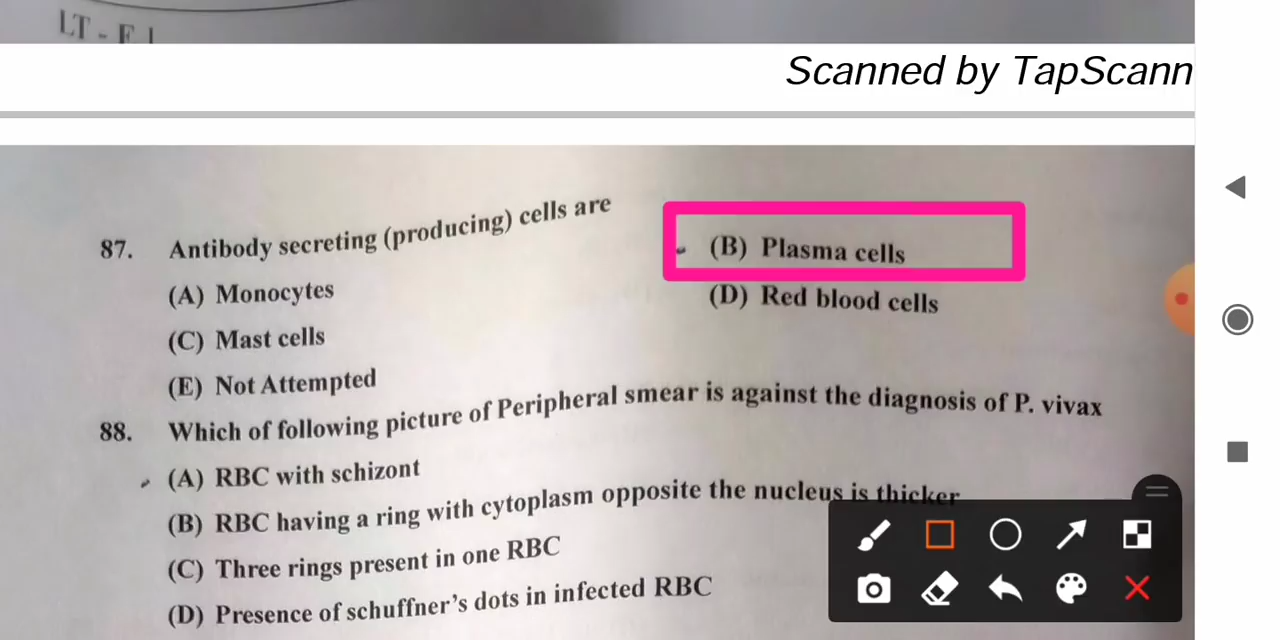 LT - E 1
Scanned by TapScann
87. Antibody secreting (producing) cells are
(A) Monocytes (B) Plasma cells
(C) Mast cells (D) Red blood cells
(E) Not Attempted
88. Which of following picture of Peripheral smear is against the diagnosis of P. vivax
(A) RBC with schizont
(B) RBC having a ring with cytoplasm opposite the nucleus is thicker
(C) Three rings present in one RBC
(D) Presence of schuffner's dots in infected RBC